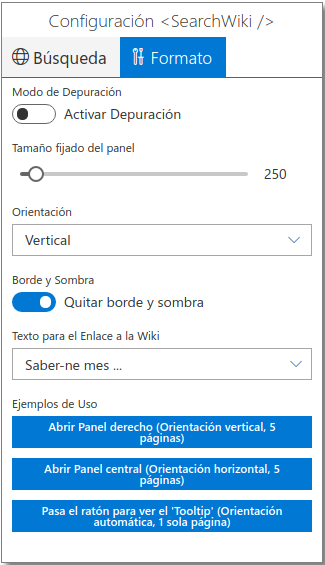 Configuración <SearchWiki />
Búsqueda
Formato
Modo de Depuración
Activar Depuración
Tamaño fijado del panel
250
Orientación
Vertical
Borde y Sombra
Quitar borde y sombra
Texto para el Enlace a la Wiki
Saber-ne mes ...
Ejemplos de Uso
Abrir Panel derecho (Orientación vertical, 5
páginas)
Abrir Panel central (Orientación horizontal, 5
páginas)
Pasa el ratón para ver el 'Tooltip' (Orientación
automática, 1 sola página)